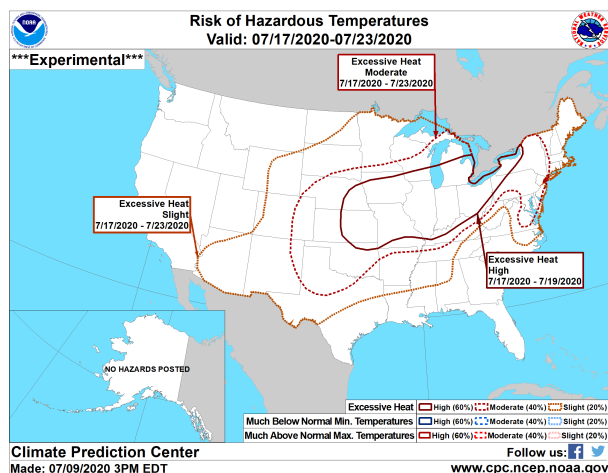 Risk of Hazardous Temperatures
Valid: 07/17/2020-07/23/2020
NOAA
***Experimental***
Excessive Heat
Moderate
7/17/2020 - 7/23/2020
Excessive Heat
Slight
7/17/2020 - 7/23/2020
Excessive Heat
High
7/17/2020 - 7/19/2020
NO HAZARDS POSTED
Excessive Heat High (60%) Moderate (40%) Slight (20%)
Much Below Normal Min. Temperatures High (60%) Moderate (40%) Slight (20%)
Much Above Normal Max. Temperatures High (60%) Moderate (40%) Slight (20%)
Climate Prediction Center
Made: 07/09/2020 3PM EDT
Follow us:
www.cpc.ncep.noaa.gov